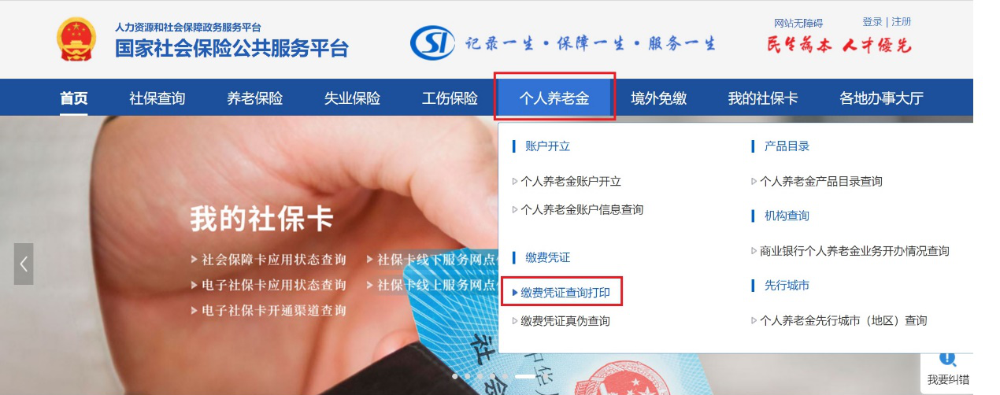 人力资源和社会保障政务服务平台
国家社会保险公共服务平台
SI 记录一生·保障一生·服务一生
网站无障碍 登录 | 注册
民生为本 人才優先
首页 社保查询 养老保险 失业保险 工伤保险 个人养老金 境外免缴 我的社保卡 各地办事大厅
账户开立
个人养老金账户开立
个人养老金账户信息查询
缴费凭证
缴费凭证查询打印
缴费凭证真伪查询
产品目录
个人养老金产品目录查询
机构查询
商业银行个人养老金业务开办情况查询
先行城市
个人养老金先行城市（地区）查询
我的社保卡
社会保障卡应用状态查询 社保卡线下服务网点
电子社保卡应用状态查询 社保卡线上服务网点
电子社保卡开通渠道查询
社会
我要纠错